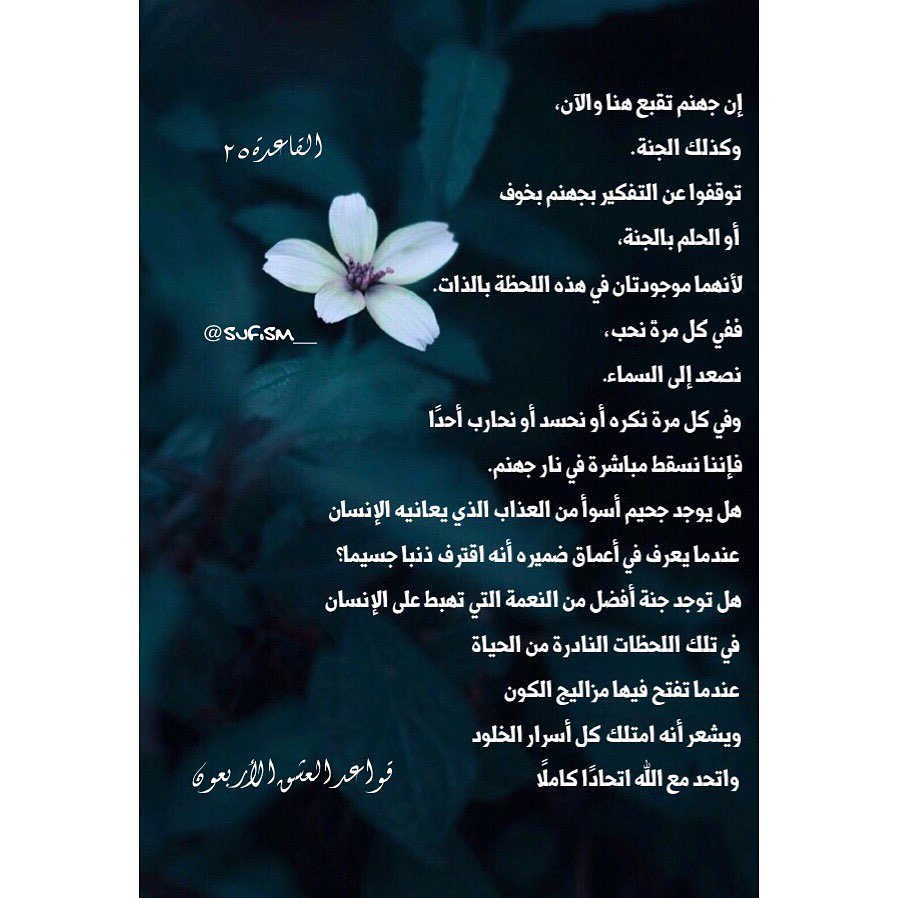 إن جهنم تقبع هنا والآن،
وكذلك الجنة.
القاعدة ٢٥
توقفوا عن التفكير بجهنم بخوف
أو الحلم بالجنة،
لأنهما موجودتان في هذه اللحظة بالذات.
ففي كل مرة نحب،
@SUFISM__
نصعد إلى السماء.
وفي كل مرة نكره أو نحسد أو نحارب أحدًا
فإننا نسقط مباشرة في نار جهنم.
هل يوجد جحيم أسوأ من العذاب الذي يعانيه الإنسان
عندما يعرف في أعماق ضميره أنه اقترف ذنبا جسيما؟
هل توجد جنة أفضل من النعمة التي تهبط على الإنسان
في تلك اللحظات النادرة من الحياة
عندما تفتح فيها مزاليج الكون
ويشعر أنه امتلك كل أسرار الخلود
واتحد مع الله اتحادًا كاملًا
قواعد العشق الأربعون